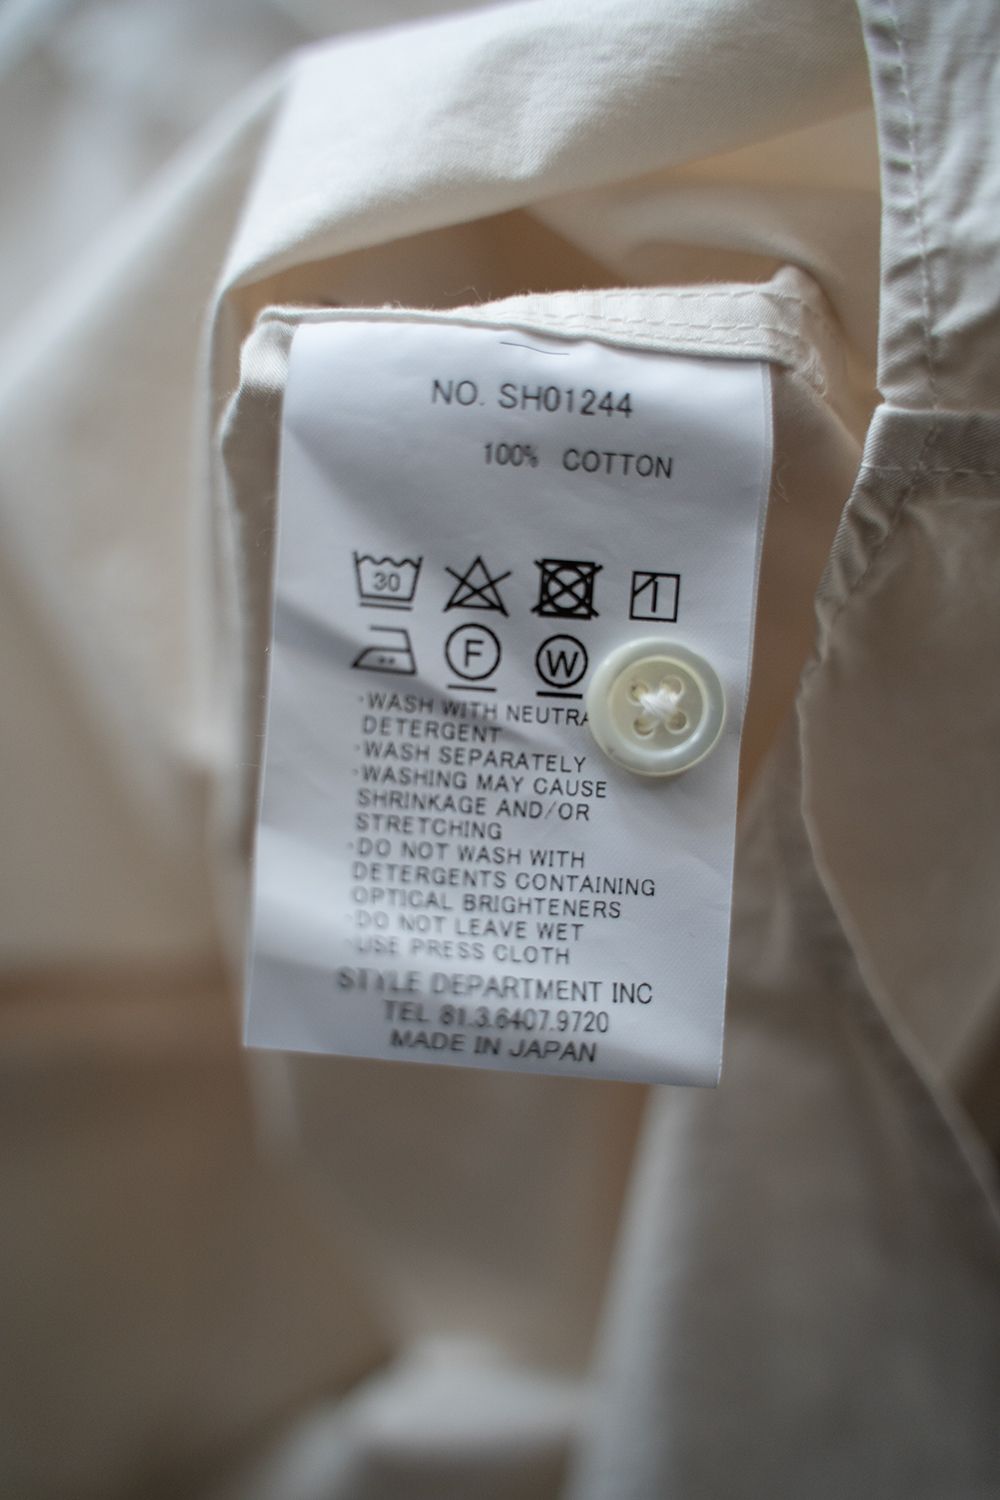 NO. SH01244
100% COTTON
30
F W
·WASH WITH NEUTRA
DETERGENT
·WASH SEPARATELY
·WASHING MAY CAUSE
SHRINKAGE AND/OR
STRETCHING
·DO NOT WASH WITH
DETERGENTS CONTAINING
OPTICAL BRIGHTENERS
·DO NOT LEAVE WET
·USE PRESS CLOTH
STYLE DEPARTMENT INC
TEL 81.3.6407.9720
MADE IN JAPAN